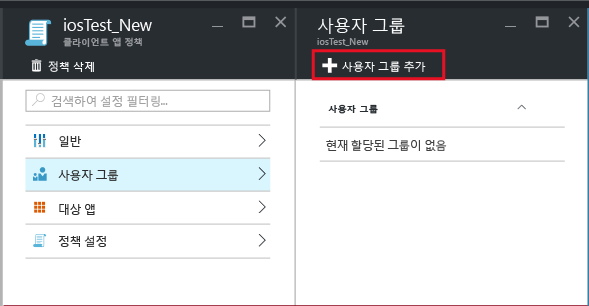 iosTest_New
클라이언트 앱 정책
정책 삭제
검색하여 설정 필터링...
일반
사용자 그룹
대상 앱
정책 설정
사용자 그룹
iosTest_New
사용자 그룹 추가
사용자 그룹
현재 할당된 그룹이 없음